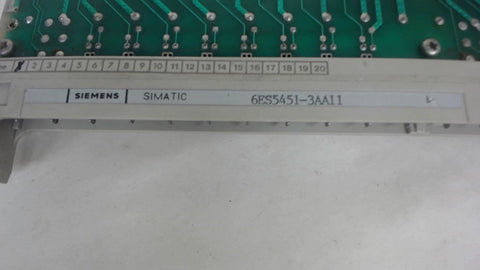 2 3 4 5 6 7 8 9 10 11 12 13 14 15 16 17 18 19 20
SIEMENS SIMATIC 6ES5451-3AA11